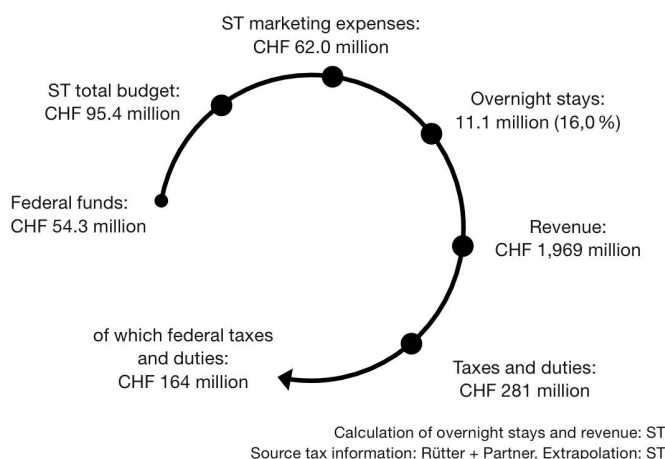 ST marketing expenses:
CHF 62.0 million
ST total budget:
CHF 95.4 million
Overnight stays:
11.1 million (16,0 %)
Federal funds:
CHF 54.3 million
Revenue:
CHF 1,969 million
of which federal taxes
and duties:
CHF 164 million
Taxes and duties:
CHF 281 million
Calculation of overnight stays and revenue: ST
Source tax information: Rütter + Partner. Extrapolation: ST